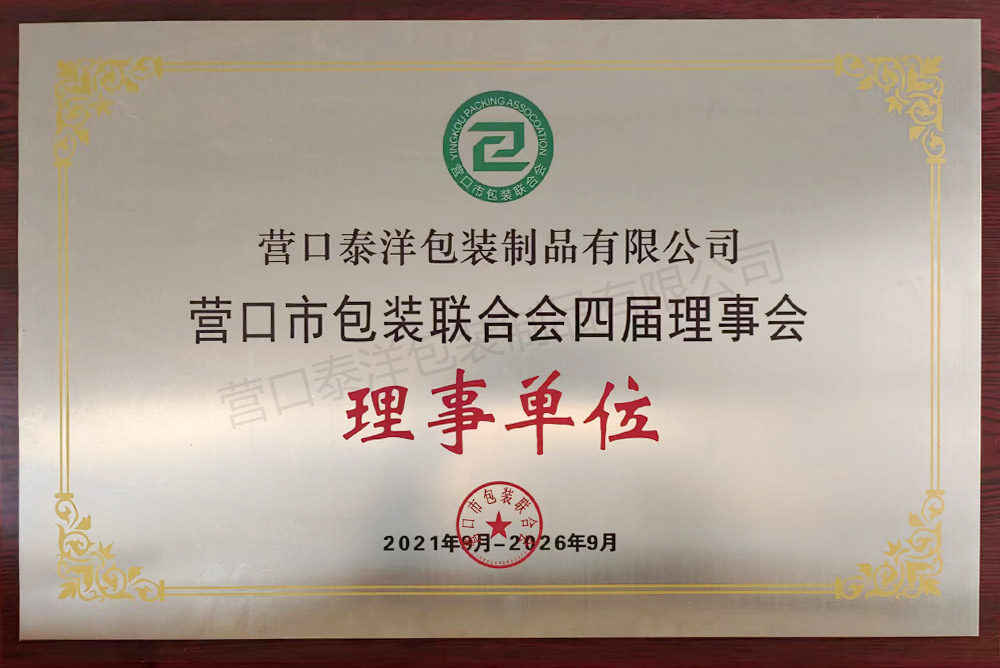 YINGKOU PACKING ASSOCOATION
营口市包装联合会
营口泰洋包装制品有限公司
营口市包装联合会四届理事会
营口泰洋包装制品有限公司
理事单位
营口市包装联合会
2021年9月-2026年9月